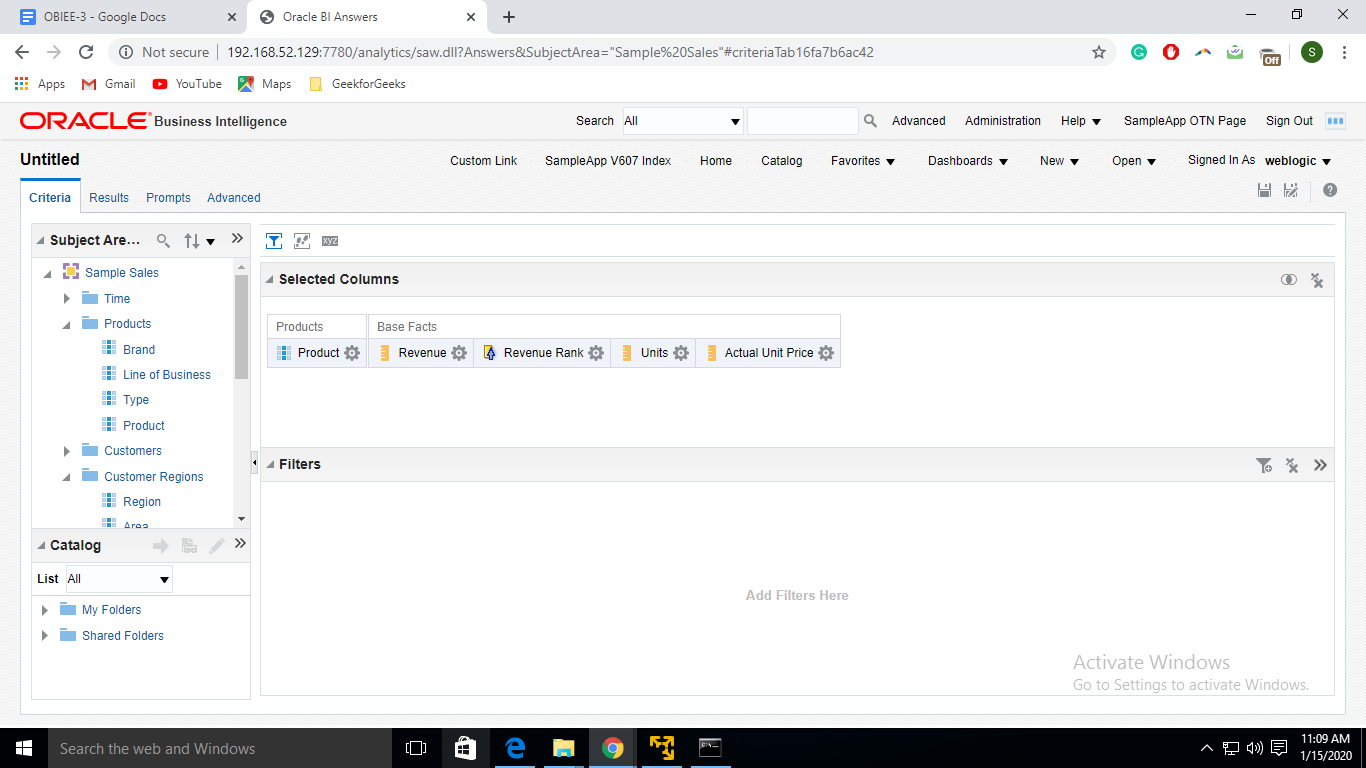 OBIEE-3 - Google Docs
Oracle BI Answers
Not secure
192.168.52.129:7780/analytics/saw.dll?Answers&SubjectArea="Sample%20Sales"#criteriaTab16fa7b6ac42
Off
S
Apps
Gmail
YouTube
Maps
GeekforGeeks
ORACLE Business Intelligence
Search
All
Advanced
Administration
Help
SampleApp OTN Page
Sign Out
Untitled
Custom Link
SampleApp V607 Index
Home
Catalog
Favorites
Dashboards
New
Open
Signed In As weblogic
Criteria
Results
Prompts
Advanced
Subject Are...
xyz
Sample Sales
Time
Products
Brand
Line of Business
Type
Product
Customers
Customer Regions
Region
Area
Selected Columns
Products
Base Facts
Product
Revenue
Revenue Rank
Units
Actual Unit Price
Filters
Add Filters Here
Catalog
List All
My Folders
Shared Folders
Activate Windows
Go to Settings to activate Windows.
Search the web and Windows
11:09 AM
1/15/2020